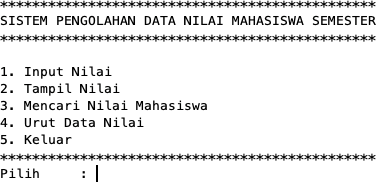 ***********************************************
SISTEM PENGOLAHAN DATA NILAI MAHASISWA SEMESTER
***********************************************
1. Input Nilai
2. Tampil Nilai
3. Mencari Nilai Mahasiswa
4. Urut Data Nilai
5. Keluar
***********************************************
Pilih     :